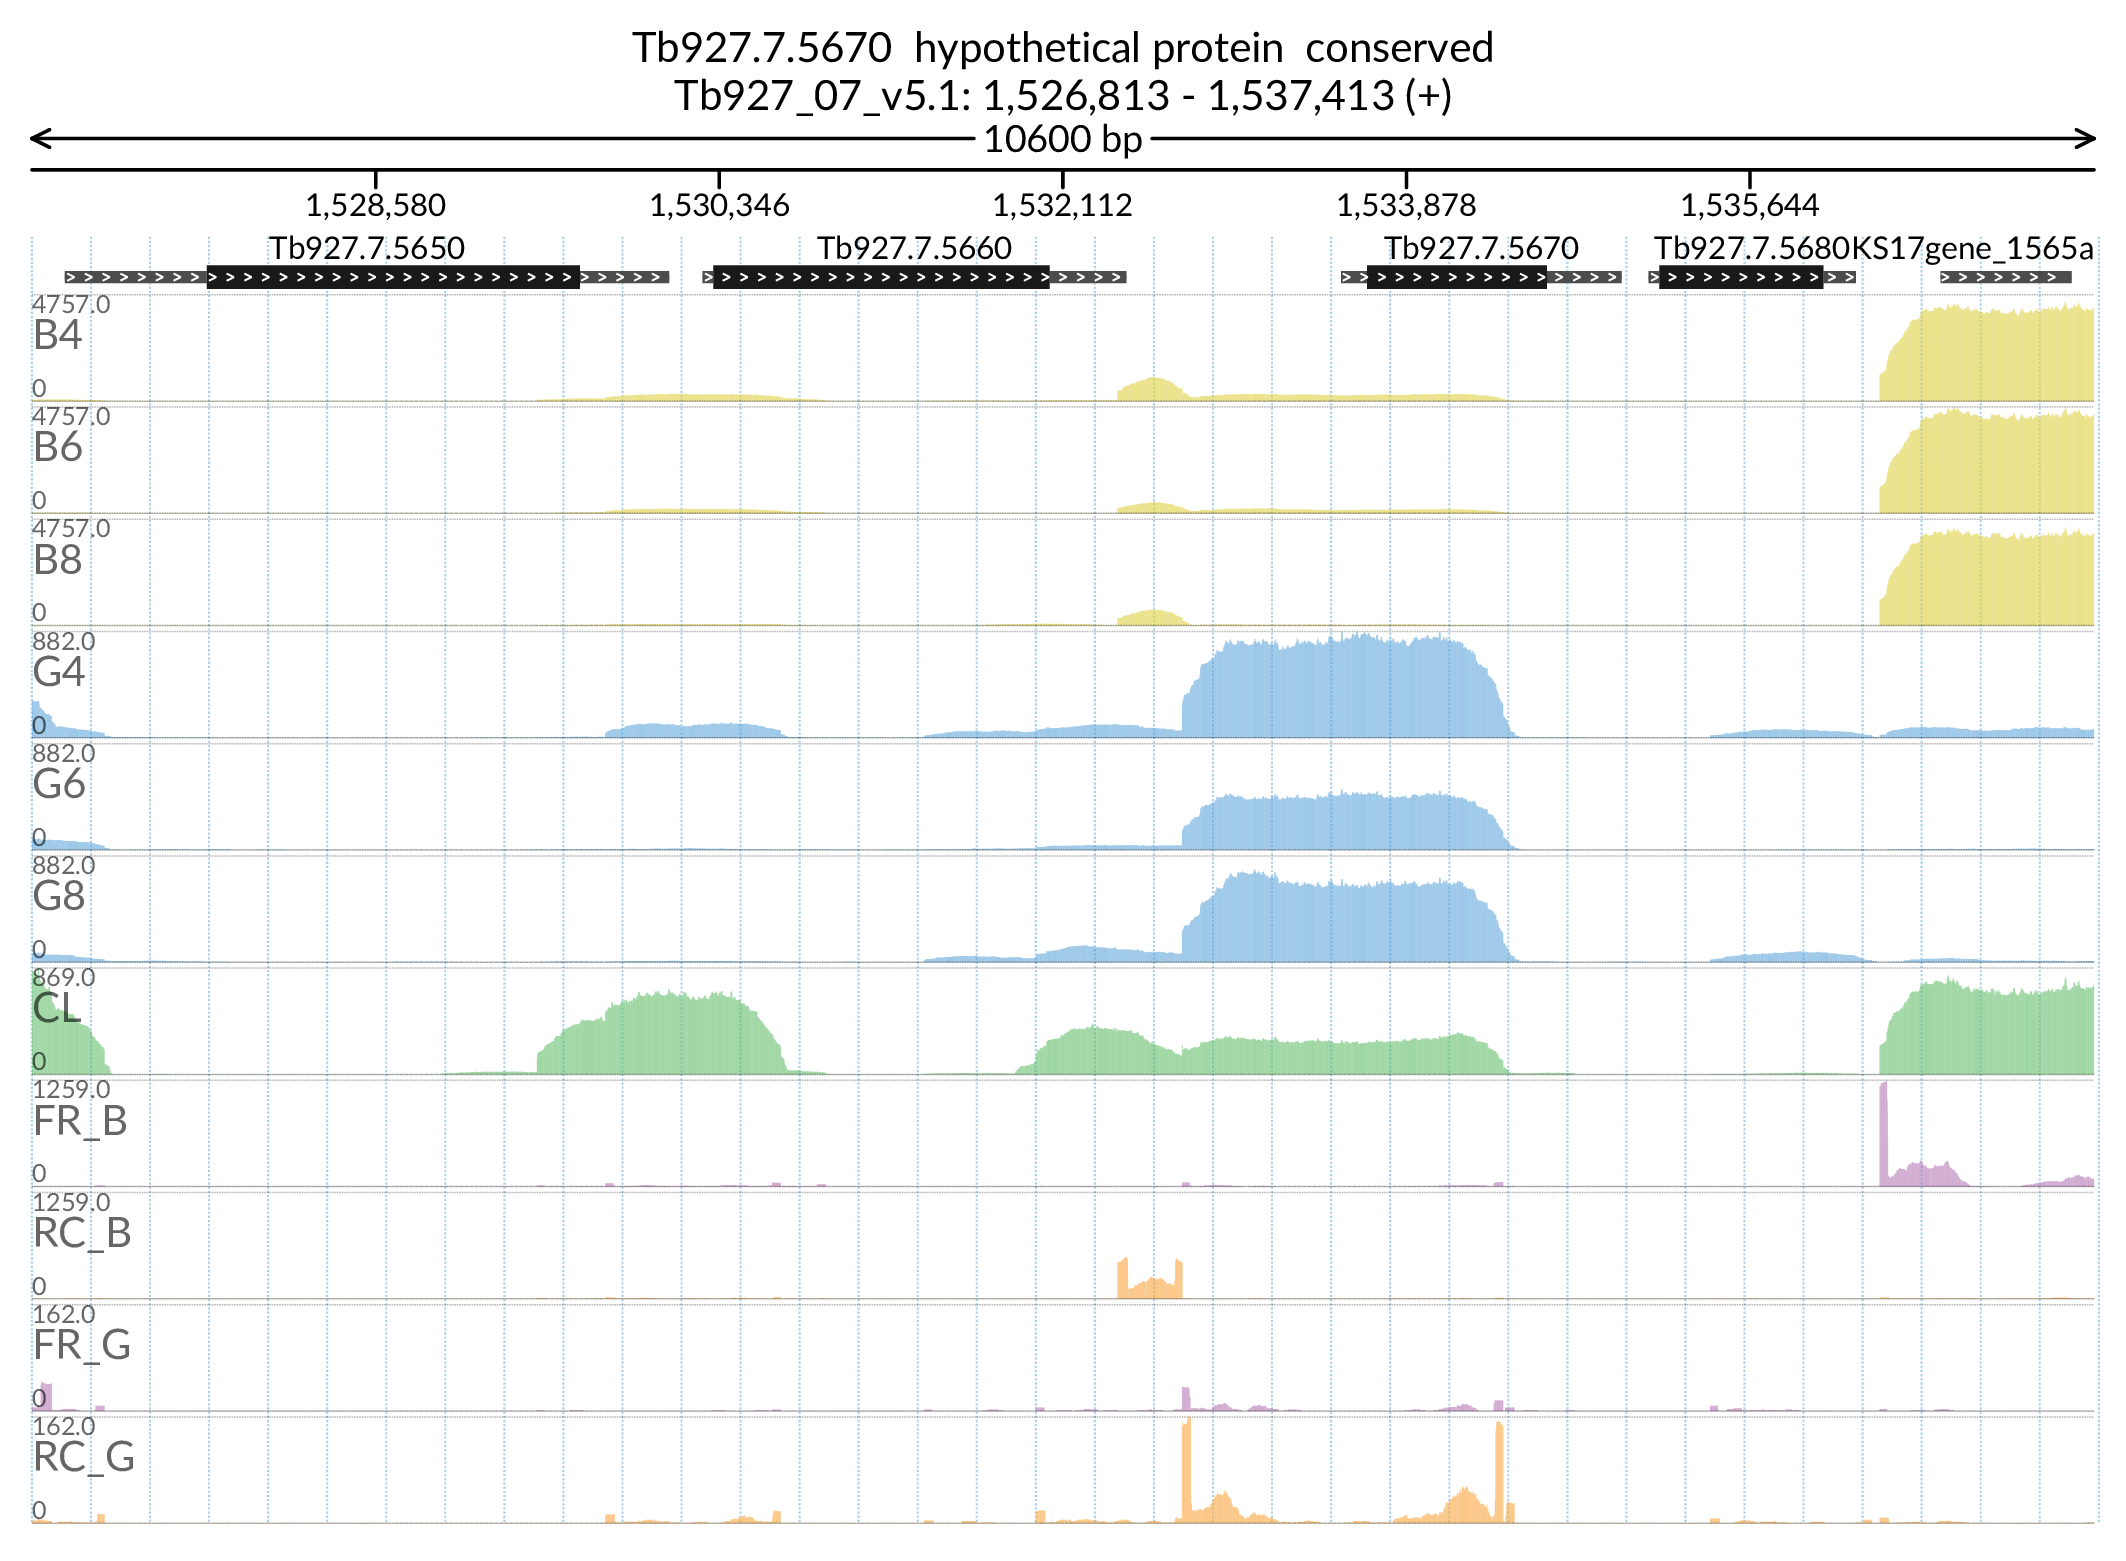 Tb927.7.5670 hypothetical protein conserved
Tb927_07_v5.1: 1,526,813 - 1,537,413 (+)
10600 bp
1,528,580 1,530,346 1,532,112 1,533,878 1,535,644
Tb927.7.5650 Tb927.7.5660 Tb927.7.5670 Tb927.7.5680KS17gene_1565a
4757.0
B4
0
4757.0
B6
0
4757.0
B8
0
882.0
G4
0
882.0
G6
0
882.0
G8
0
869.0
CL
0
1259.0
FR_B
0
1259.0
RC_B
0
162.0
FR_G
0
162.0
RC_G
0